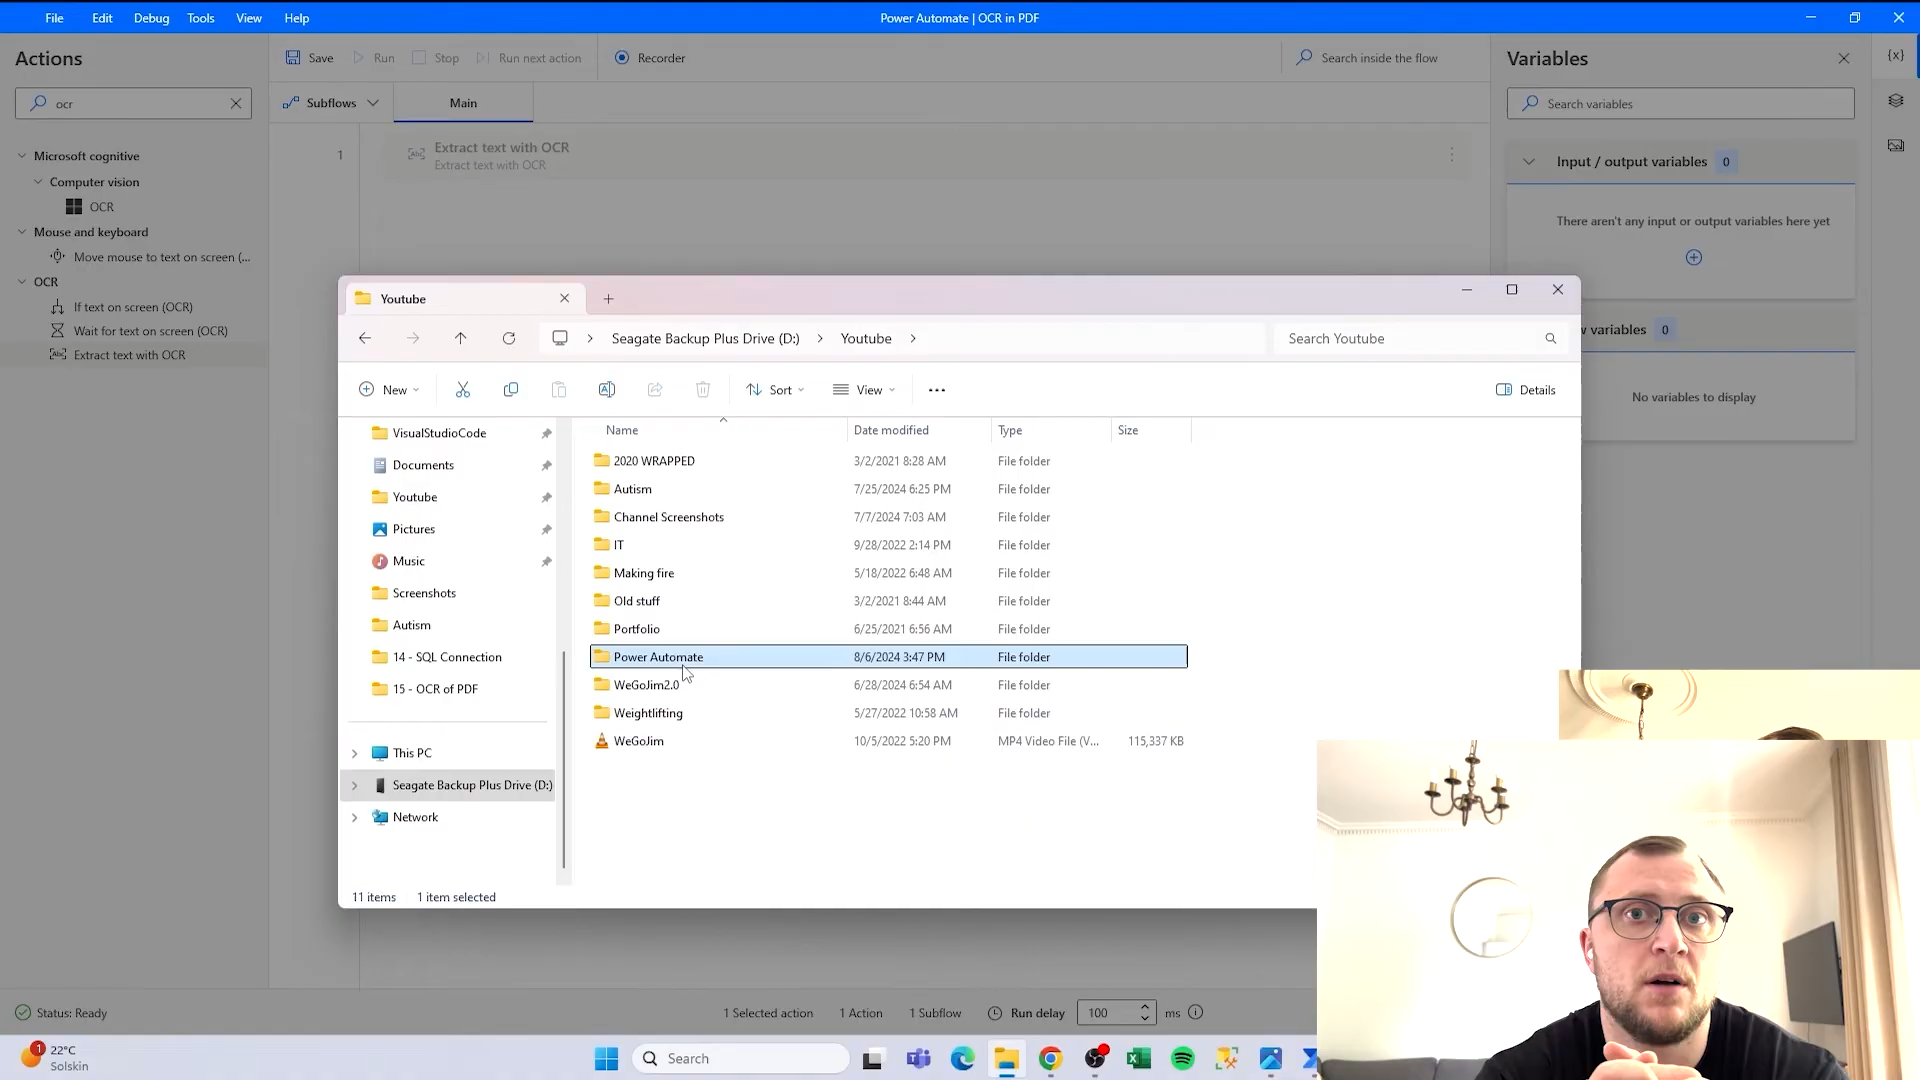 File Edit Debug Tools View Help
Power Automate | OCR in PDF
Actions
ocr
Microsoft cognitive
Computer vision
OCR
Mouse and keyboard
Move mouse to text on screen (...
OCR
If text on screen (OCR)
Wait for text on screen (OCR)
Extract text with OCR
Save Run Stop Run next action Recorder
Search inside the flow
Subflows Main
1
Extract text with OCR
Extract text with OCR
Variables
{x}
Search variables
Input / output variables 0
There aren't any input or output variables here yet
variables 0
No variables to display
Youtube
Seagate Backup Plus Drive (D:) Youtube
Search Youtube
New Sort View Details
VisualStudioCode
Documents
Youtube
Pictures
Music
Screenshots
Autism
14 - SQL Connection
15 - OCR of PDF
This PC
Seagate Backup Plus Drive (D:)
Network
Name Date modified Type Size
2020 WRAPPED 3/2/2021 8:28 AM File folder
Autism 7/25/2024 6:25 PM File folder
Channel Screenshots 7/7/2024 7:03 AM File folder
IT 9/28/2022 2:14 PM File folder
Making fire 5/18/2022 6:48 AM File folder
Old stuff 3/2/2021 8:44 AM File folder
Portfolio 6/25/2021 6:56 AM File folder
Power Automate 8/6/2024 3:47 PM File folder
WeGoJim2.0 6/28/2024 6:54 AM File folder
Weightlifting 5/27/2022 10:58 AM File folder
WeGoJim 10/5/2022 5:20 PM MP4 Video File (V... 115,337 KB
11 items 1 item selected
Status: Ready
1 Selected action 1 Action 1 Subflow Run delay 100 ms
1
22°C
Solskin
Search